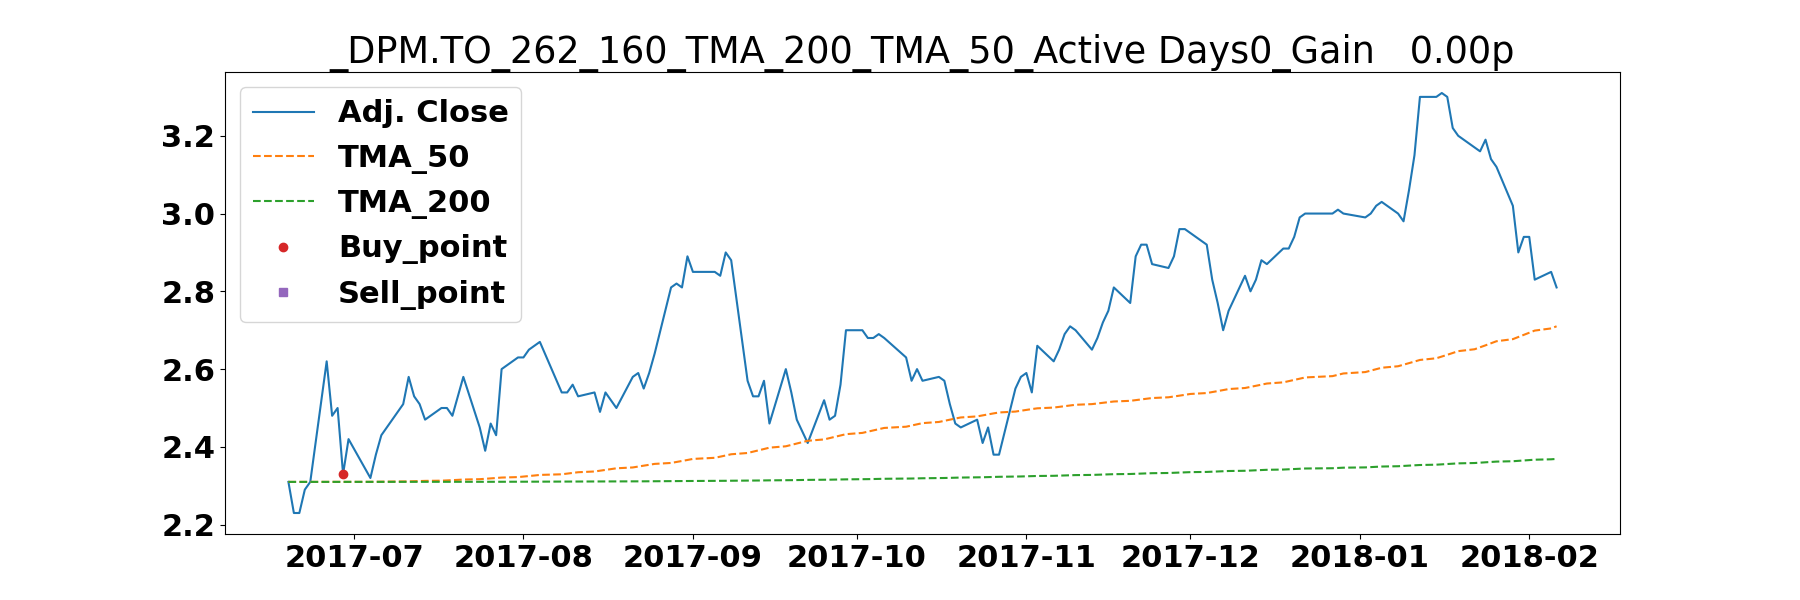 _DPM.TO_262_160_TMA_200_TMA_50_Active Days0_Gain   0.00p
Adj. Close
TMA_50
TMA_200
Buy_point
Sell_point
3.2
3.0
2.8
2.6
2.4
2.2
2017-07 2017-08 2017-09 2017-10 2017-11 2017-12 2018-01 2018-02